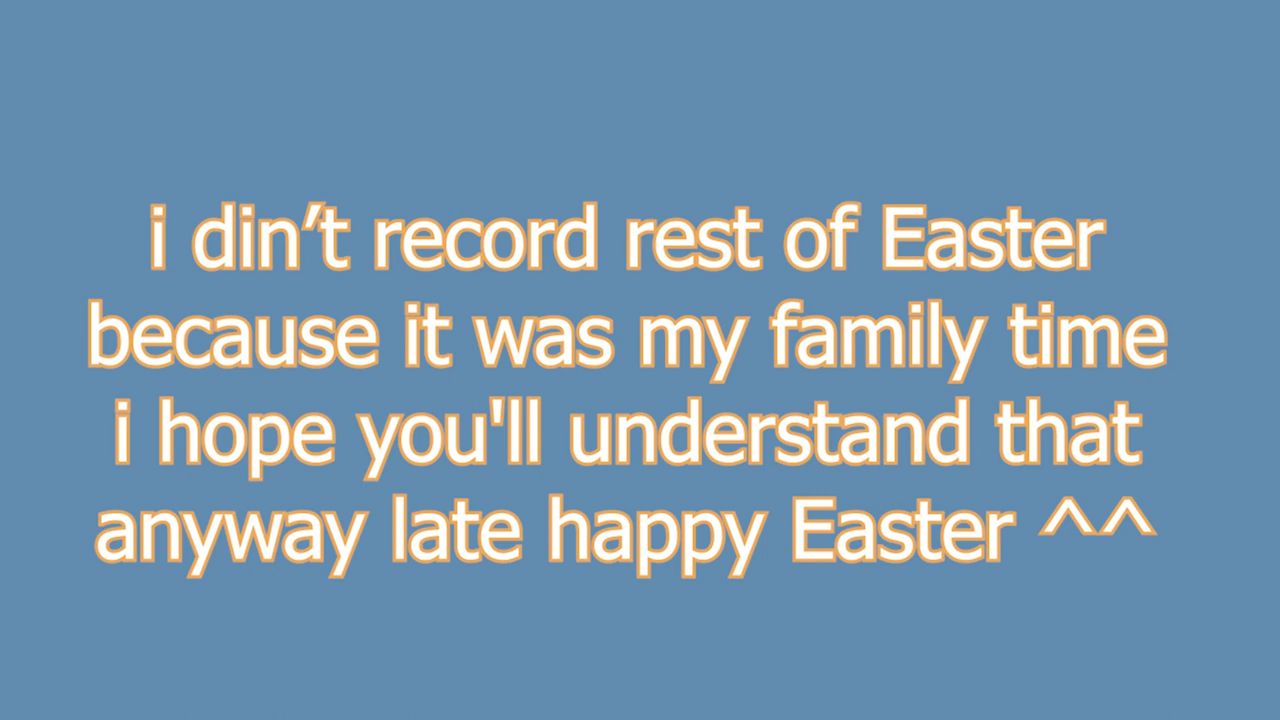 i din’t record rest of Easter
because it was my family time
i hope you'll understand that
anyway late happy Easter ^^